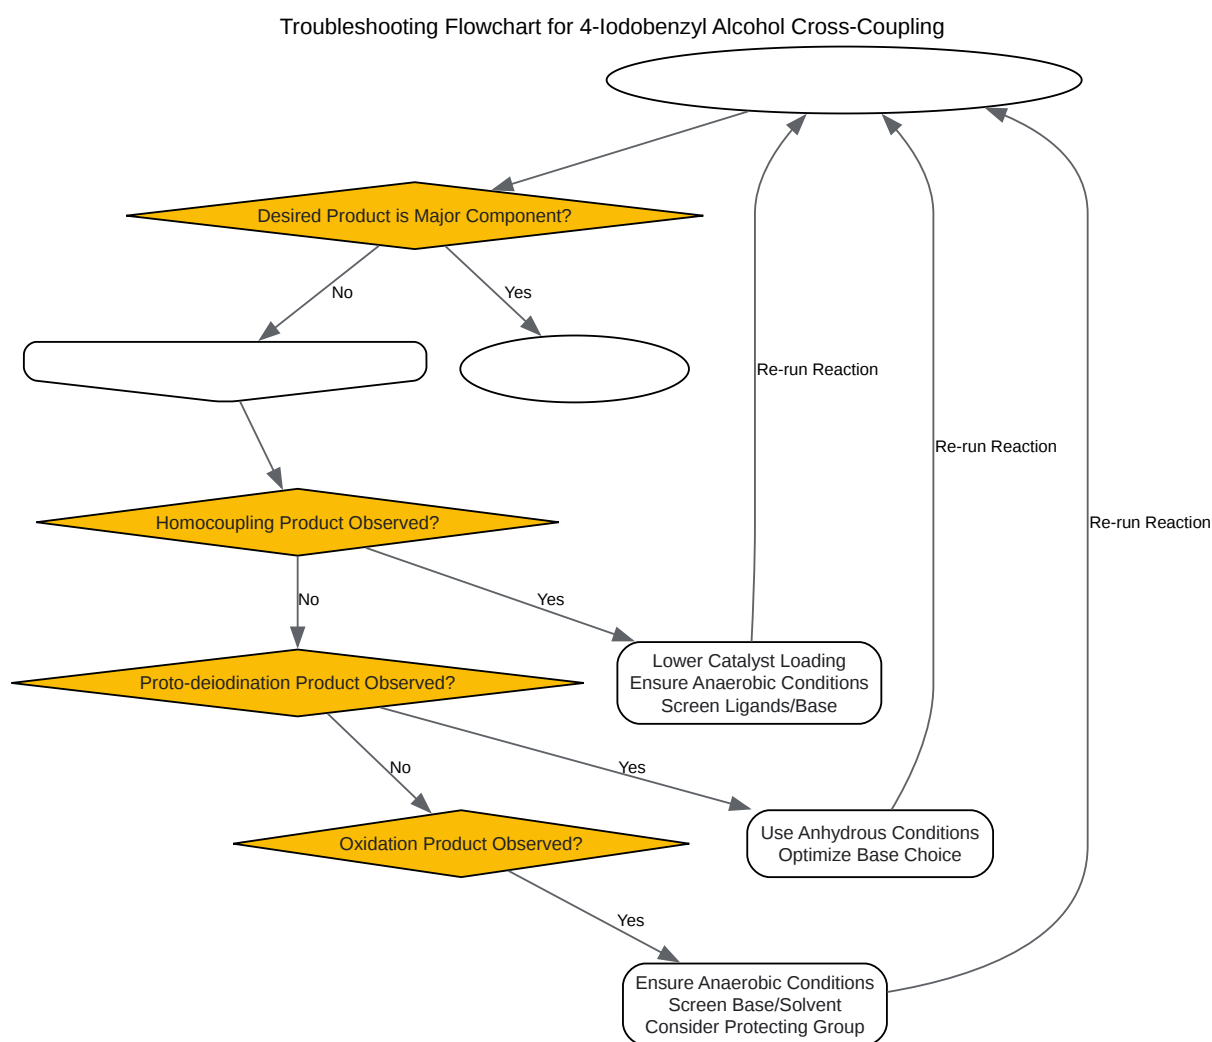 Troubleshooting Flowchart for 4-Iodobenzyl Alcohol Cross-Coupling
Desired Product is Major Component?
No
Yes
Re-run Reaction
Re-run Reaction
Homocoupling Product Observed?
Re-run Reaction
No
Yes
Lower Catalyst Loading
Ensure Anaerobic Conditions
Screen Ligands/Base
Proto-deiodination Product Observed?
No
Yes
Use Anhydrous Conditions
Optimize Base Choice
Oxidation Product Observed?
Yes
Ensure Anaerobic Conditions
Screen Base/Solvent
Consider Protecting Group